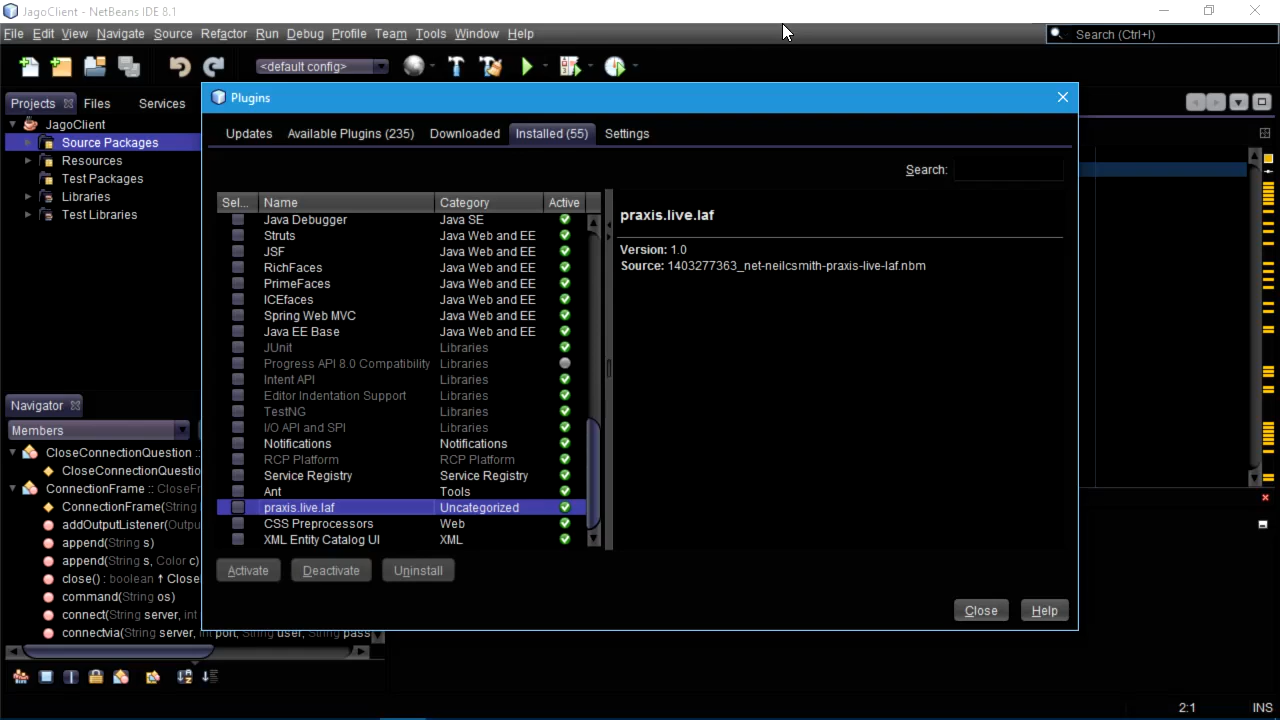 JagoClient - NetBeans IDE 8.1
File Edit View Navigate Source Refactor Run Debug Profile Team Tools Window Help
Search (Ctrl+I)
<default config>
Projects Files Services
JagoClient
Source Packages
Resources
Test Packages
Libraries
Test Libraries
Plugins
Updates Available Plugins (235) Downloaded Installed (55) Settings
Search:
Sel... Name Category Active
Java Debugger Java SE
Struts Java Web and EE
JSF Java Web and EE
RichFaces Java Web and EE
PrimeFaces Java Web and EE
ICEfaces Java Web and EE
Spring Web MVC Java Web and EE
Java EE Base Java Web and EE
JUnit Libraries
Progress API 8.0 Compatibility Libraries
Intent API Libraries
Editor Indentation Support Libraries
TestNG Libraries
I/O API and SPI Libraries
Notifications Notifications
RCP Platform RCP Platform
Service Registry Service Registry
Ant Tools
praxis.live.laf Uncategorized
CSS Preprocessors Web
XML Entity Catalog UI XML
praxis.live.laf
Version: 1.0
Source: 1403277363_net-neilcsmith-praxis-live-laf.nbm
Activate Deactivate Uninstall
Close Help
Navigator
Members
CloseConnectionQuestion ::
CloseConnectionQuestio
ConnectionFrame :: CloseFr
ConnectionFrame(String
addOutputListener(Outpu
append(String s)
append(String s, Color c)
close() : boolean ↑ Close
command(String os)
connect(String server, int
connectvia(String server, int port, String user, String pass
2:1 INS